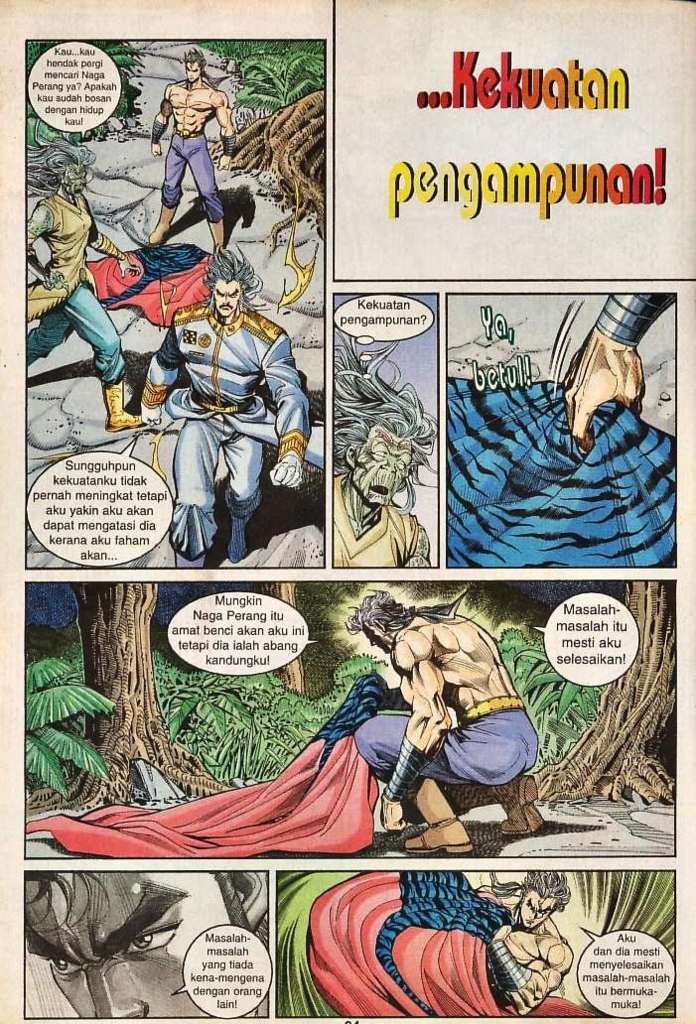 Kau...kau
hendak pergi
mencari Naga
Perang ya? Apakah
kau sudah bosan
dengan hidup
kau!
Sungguhpun
kekuatanku tidak
pernah meningkat tetapi
aku yakin aku akan
dapat mengatasi dia
kerana aku faham
akan...
...Kekuatan
pengampunan!
Kekuatan
pengampunan?
Ya,
betul!
Mungkin
Naga Perang itu
amat benci akan aku ini
tetapi dia ialah abang
kandungku!
Masalah-
masalah itu
mesti aku
selesaikan!
Masalah-
masalah
yang tiada
kena-mengena
dengan orang
lain!
Aku
dan dia mesti
menyelesaikan
masalah-masalah
itu bermuka-
muka!